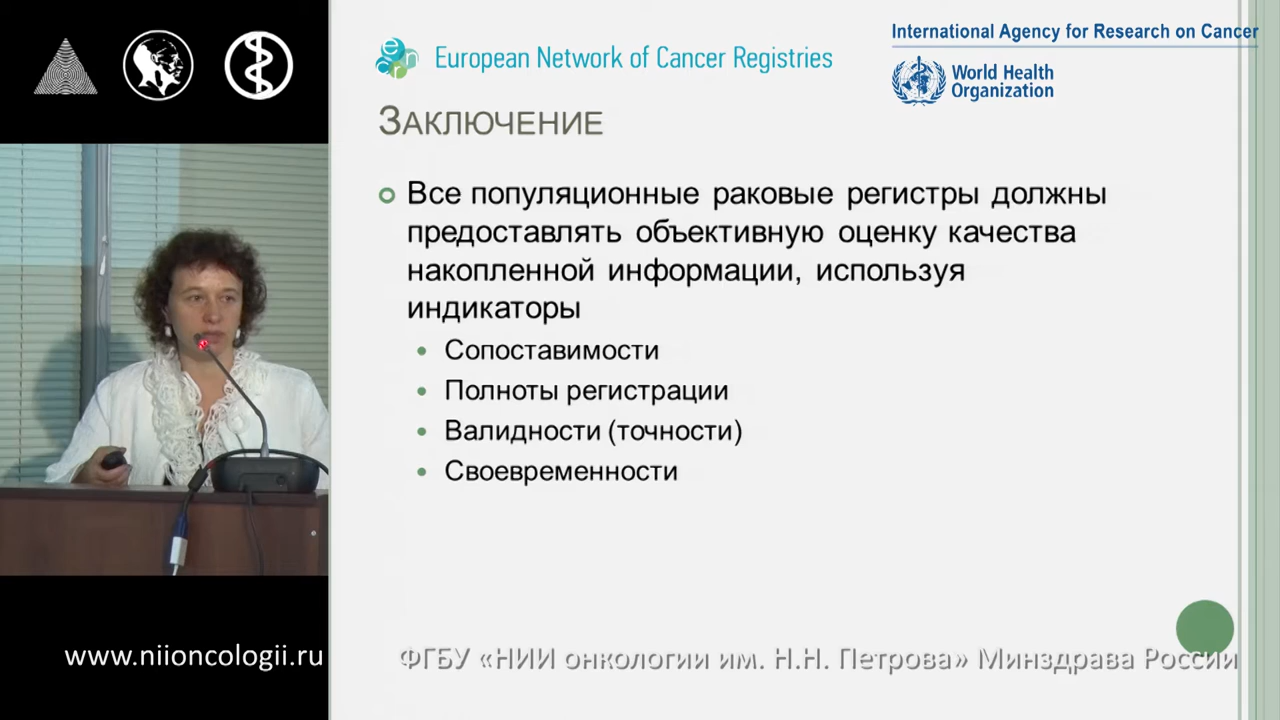 European Network of Cancer Registries
International Agency for Research on Cancer
World Health
Organization
Заключение
Все популяционные раковые регистры должны
предоставлять объективную оценку качества
накопленной информации, используя
индикаторы
Сопоставимости
Полноты регистрации
Валидности (точности)
Своевременности
www.niioncologii.ru
ФГБУ «НИИ онкологии им. Н.Н. Петрова» Минздрава России